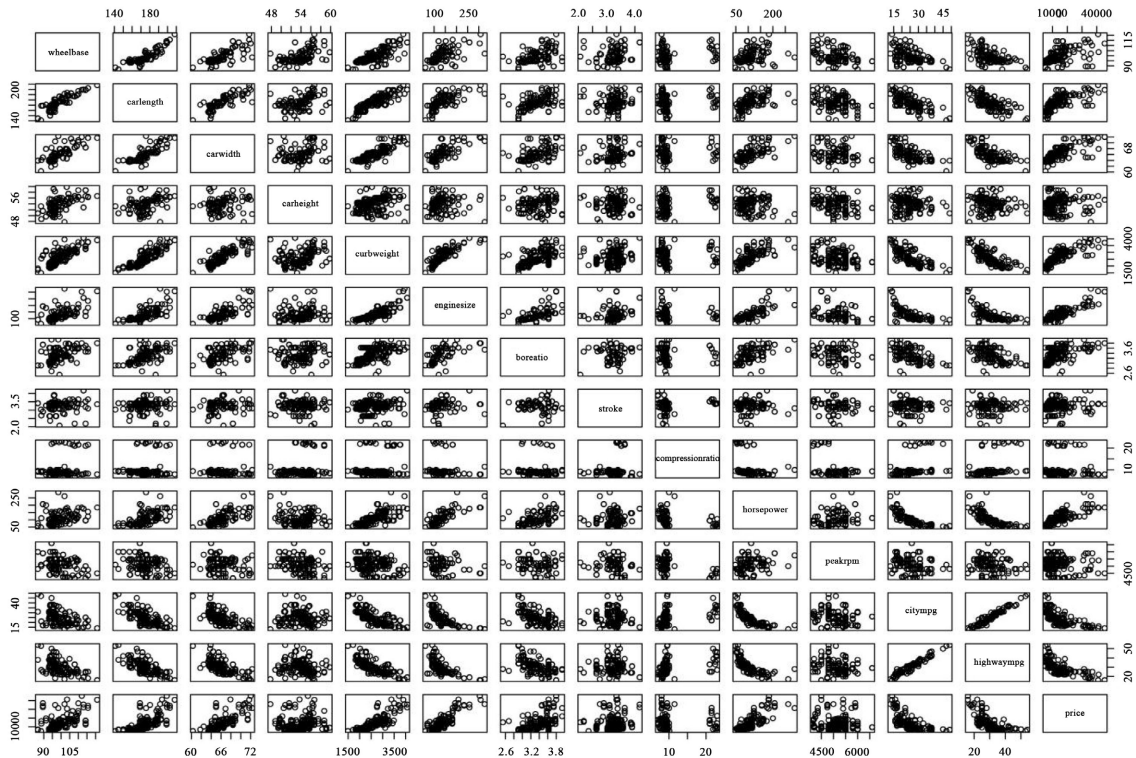 140 180
48 54 60
100 250
2.0 3.0 4.0
50 200
15 30 45
10000 40000
wheelbase
90 115
140 200
carlength
carwidth
60 68
48 56
carheight
curbweight
1500 4000
100
enginesize
boreatio
2.6 3.6
2.0 3.5
stroke
compressionratio
10 20
50 250
horsepower
peakrpm
4500
15 40
citympg
highwaympg
20 50
10000
price
90 105
60 66 72
1500 3500
2.6 3.2 3.8
10 20
4500 6000
20 40